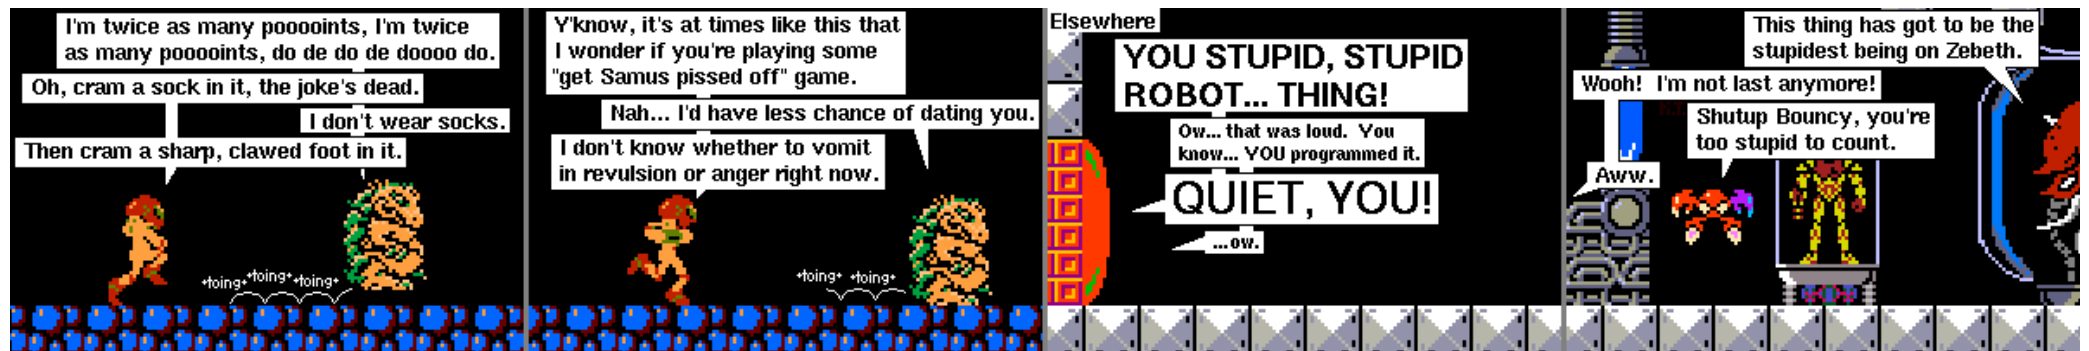 I'm twice as many pooooints, I'm twice
as many pooooints, do de do de doooo do.
Oh, cram a sock in it, the joke's dead.
I don't wear socks.
Then cram a sharp, clawed foot in it.
*toing* *toing* *toing*
Y'know, it's at times like this that
I wonder if you're playing some
"get Samus pissed off" game.
Nah... I'd have less chance of dating you.
I don't know whether to vomit
in revulsion or anger right now.
*toing* *toing*
Elsewhere
YOU STUPID, STUPID
ROBOT... THING!
Ow... that was loud. You
know... YOU programmed it.
QUIET, YOU!
...ow.
This thing has got to be the
stupidest being on Zebeth.
Wooh! I'm not last anymore!
Shutup Bouncy, you're
too stupid to count.
Aww.